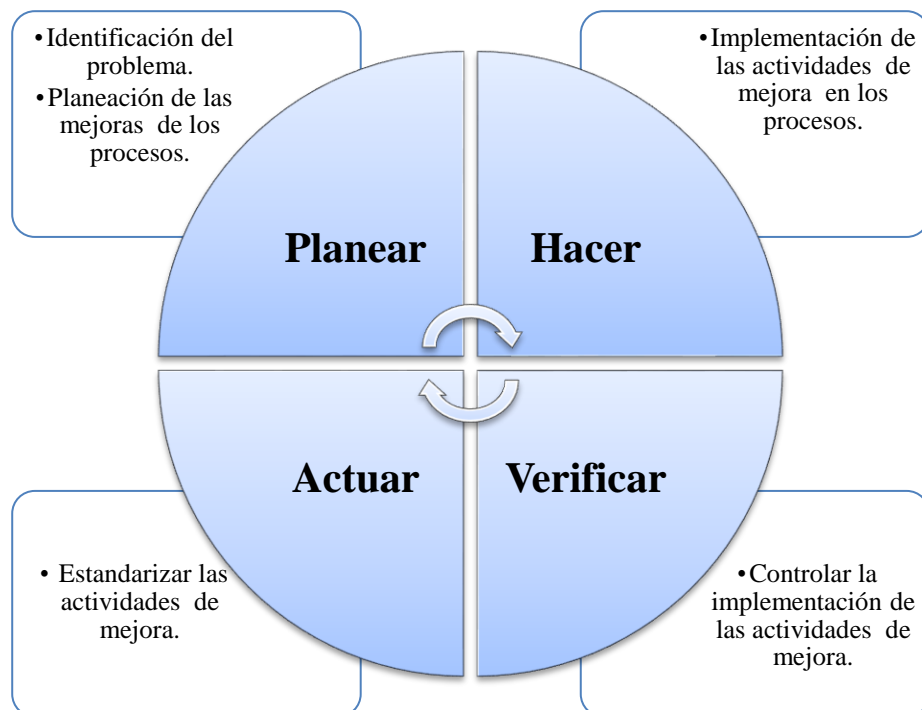 •Identificación del
problema.
•Planeación de las
mejoras de los
procesos.
•Implementación de
las actividades de
mejora en los
procesos.
Planear
Hacer
Actuar
Verificar
• Estandarizar las
actividades de
mejora.
•Controlar la
implementación de
las actividades de
mejora.